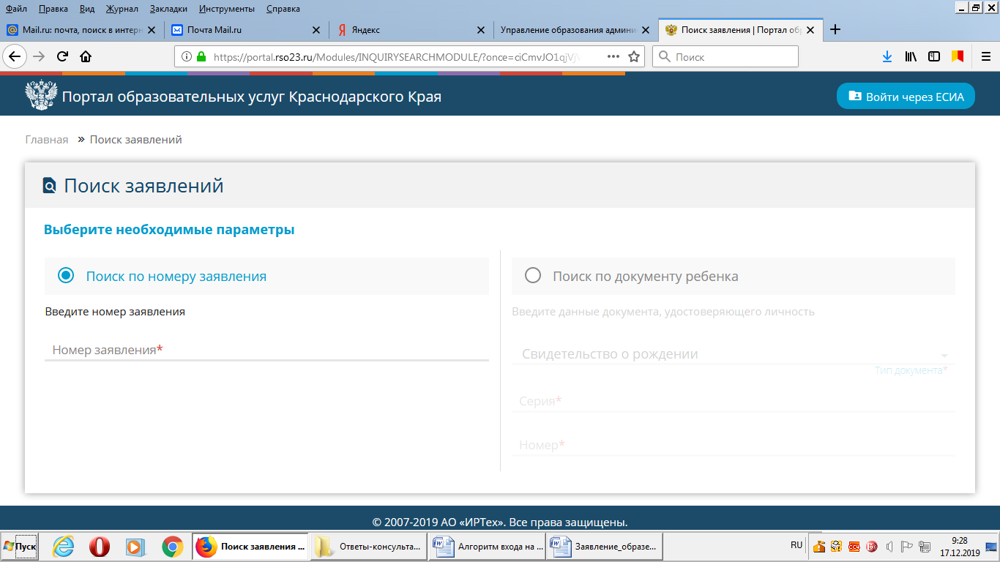 Файл Правка Вид Журнал Закладки Инструменты Справка
Mail.ru: почта, поиск в интерн
Почта Mail.ru
Яндекс
Управление образования админи
Поиск заявления | Портал об
https://portal.rso23.ru/Modules/INQUIRYSEARCHMODULE/?once=ciCmvJO1qjVj
Поиск
Портал образовательных услуг Краснодарского Края
Войти через ЕСИА
Главная » Поиск заявлений
Поиск заявлений
Выберите необходимые параметры
Поиск по номеру заявления
Введите номер заявления
Номер заявления*
Поиск по документу ребенка
Введите данные документа, удостоверяющего личность
Свидетельство о рождении
Тип документа*
Серия*
Номер*
© 2007-2019 АО «ИРТех». Все права защищены.
Пуск
Поиск заявления ...
Ответы-консульта...
Алгоритм входа на ...
Заявление_образе...
RU
9:28
17.12.2019